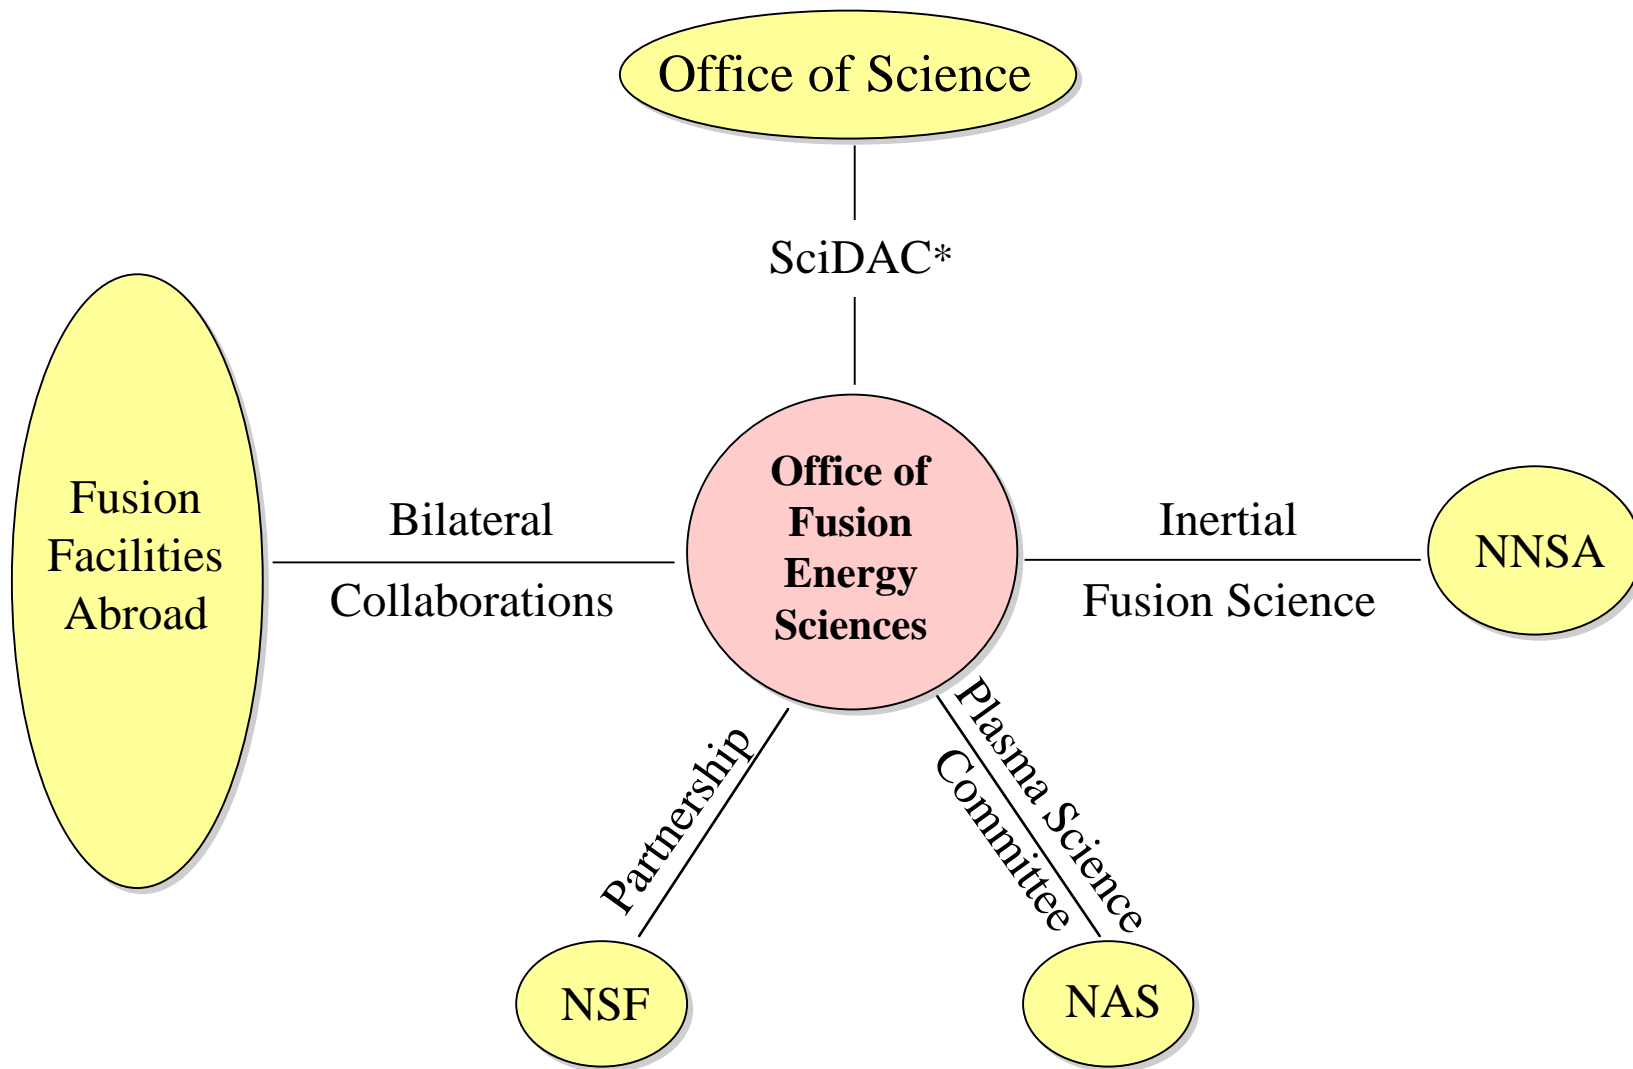 Office of Science
SciDAC*
Fusion
Facilities
Abroad
Bilateral
Collaborations
Office of
Fusion
Energy
Sciences
Inertial
Fusion Science
NNSA
Partnership
Plasma Science
Committee
NSF
NAS